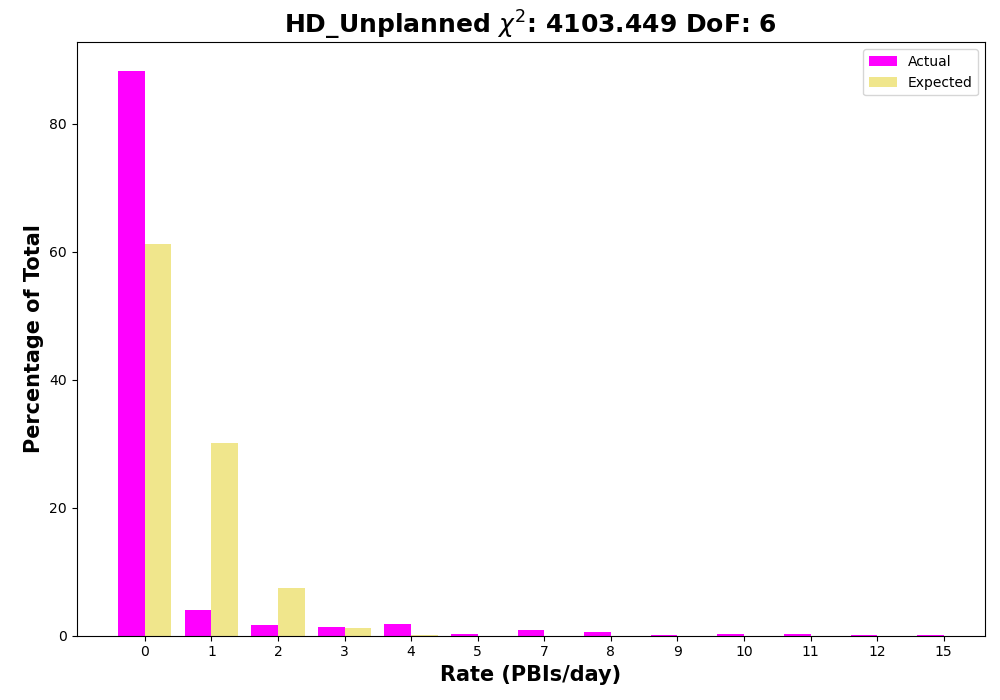 HD_Unplanned χ²: 4103.449 DoF: 6
Actual
Expected
Percentage of Total
80
60
40
20
0
0 1 2 3 4 5 7 8 9 10 11 12 15
Rate (PBIs/day)